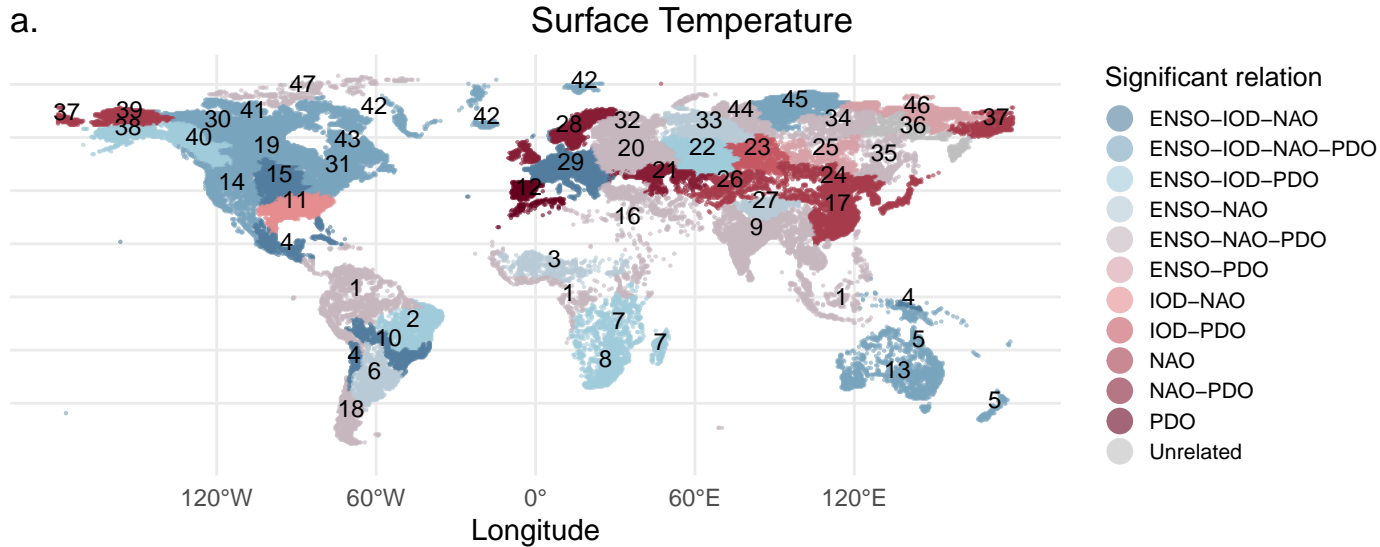 a.
Surface Temperature
47
42
37
39
30
41
42
42
45
44
46
38
28
32
33
34
37
36
40
19
43
20
22
23
25
35
31
29
15
14
21
26
24
12
11
27
17
16
9
4
3
1
1
1
4
2
7
10
5
7
4
8
6
13
18
5
120°W
60°W
0°
60°E
120°E
Longitude
Significant relation
ENSO−IOD−NAO
ENSO−IOD−NAO−PDO
ENSO−IOD−PDO
ENSO−NAO
ENSO−NAO−PDO
ENSO−PDO
IOD−NAO
IOD−PDO
NAO
NAO−PDO
PDO
Unrelated